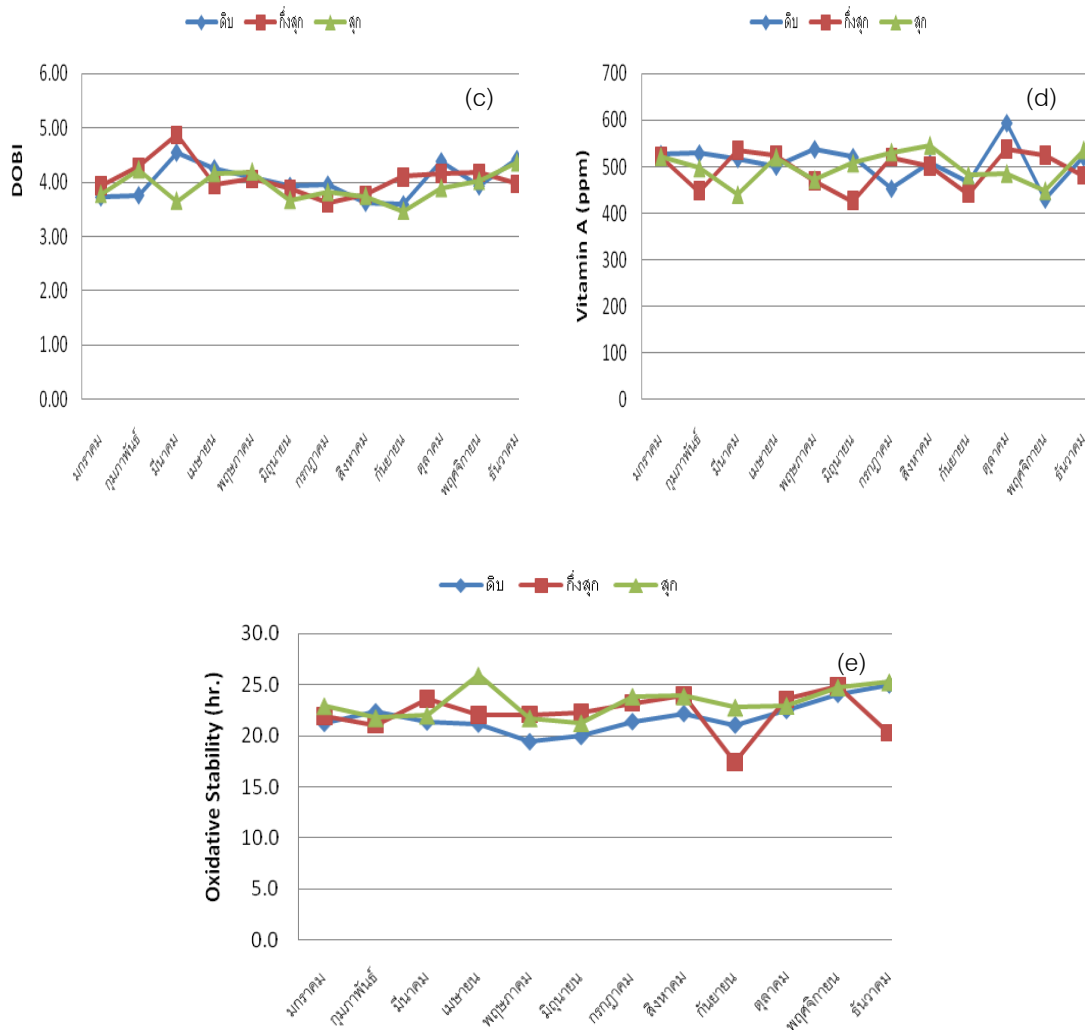 ดิบ กึ่งสุก สุก
6.00
5.00
4.00
3.00
2.00
1.00
0.00
DOBI
(c)
มกราคม กุมภาพันธ์ มีนาคม เมษายน พฤษภาคม มิถุนายน กรกฎาคม สิงหาคม กันยายน ตุลาคม พฤศจิกายน ธันวาคม
ดิบ กึ่งสุก สุก
700
600
500
400
300
200
100
0
Vitamin A (ppm)
(d)
มกราคม กุมภาพันธ์ มีนาคม เมษายน พฤษภาคม มิถุนายน กรกฎาคม สิงหาคม กันยายน ตุลาคม พฤศจิกายน ธันวาคม
ดิบ กึ่งสุก สุก
30.0
25.0
20.0
15.0
10.0
5.0
0.0
Oxidative Stability (hr.)
(e)
มกราคม กุมภาพันธ์ มีนาคม เมษายน พฤษภาคม มิถุนายน กรกฎาคม สิงหาคม กันยายน ตุลาคม พฤศจิกายน ธันวาคม